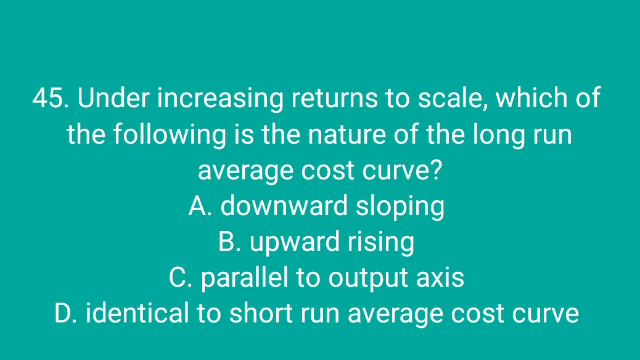 45. Under increasing returns to scale, which of
the following is the nature of the long run
average cost curve?
A. downward sloping
B. upward rising
C. parallel to output axis
D. identical to short run average cost curve